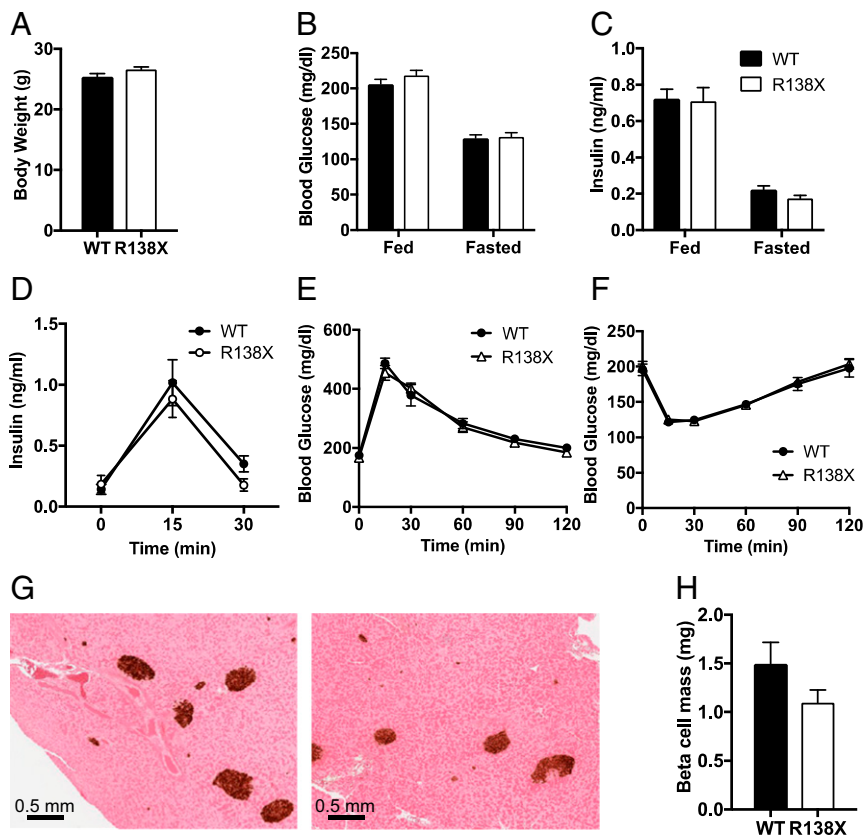 A
Body Weight (g)
30
20
10
0
WT R138X
B
Blood Glucose (mg/dl)
250
200
150
100
50
0
Fed Fasted
C
Insulin (ng/ml)
1.0
0.8
0.6
0.4
0.2
0.0
Fed Fasted
WT
R138X
D
Insulin (ng/ml)
1.5
1.0
0.5
0.0
0 15 30
Time (min)
WT
R138X
E
Blood Glucose (mg/dl)
600
400
200
0
0 30 60 90 120
Time (min)
WT
R138X
F
Blood Glucose (mg/dl)
250
200
150
100
50
0
0 30 60 90 120
Time (min)
WT
R138X
G
0.5 mm
0.5 mm
H
Beta cell mass (mg)
2.0
1.5
1.0
0.5
0.0
WT R138X